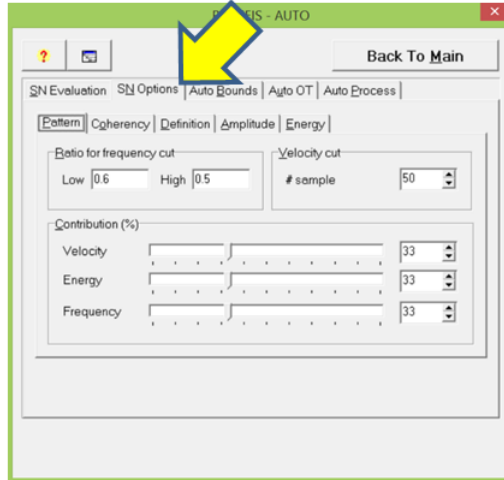 - AUTO
?
Back To Main
SN Evaluation SN Options Auto Bounds Auto OT Auto Process
Pattern Coherency Definition Amplitude Energy
Ratio for frequency cut Velocity cut
Low 0.6 High 0.5 # sample 50
Contribution (%)
Velocity 33
Energy 33
Frequency 33